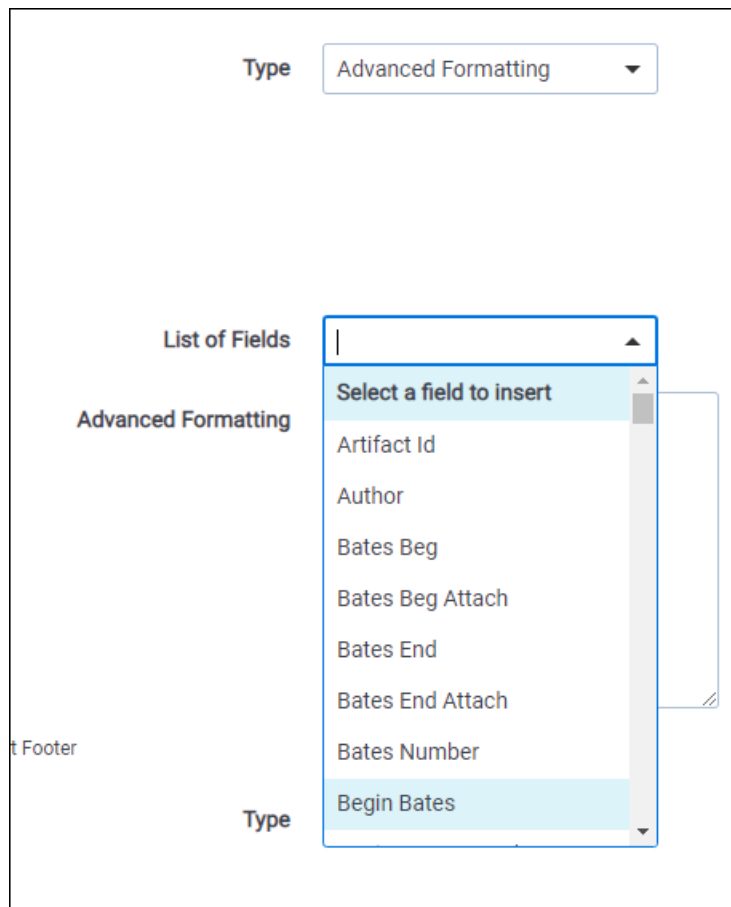 Type
Advanced Formatting
List of Fields
Select a field to insert
Advanced Formatting
Artifact Id
Author
Bates Beg
Bates Beg Attach
Bates End
Bates End Attach
Bates Number
t Footer
Begin Bates
Type